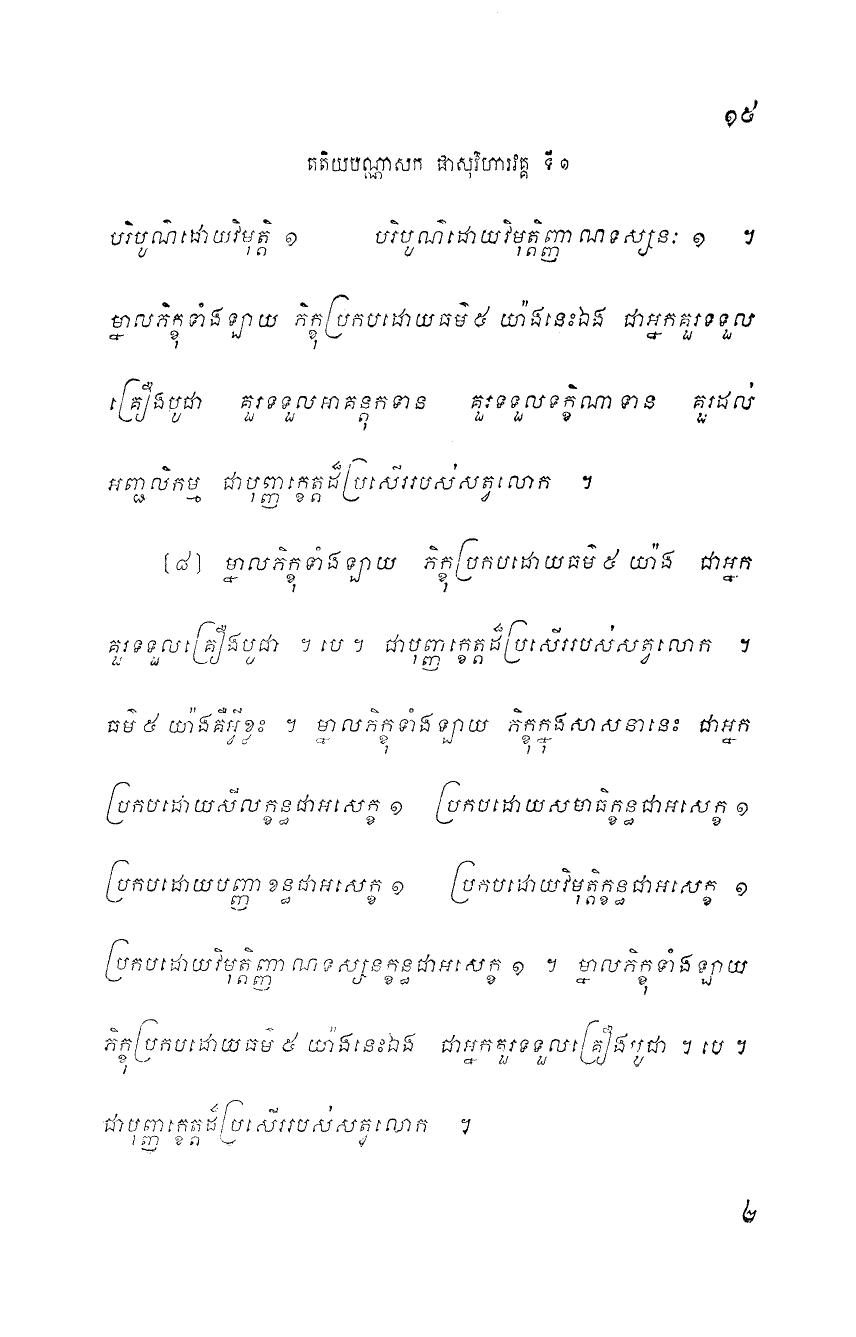 ១៥
តតិយបណ្ណាសក ផាសុវិហារវគ្គ ទី ១
បរិបូណ៌ដោយវិមុត្តិ ១ បរិបូណ៌ដោយវិមុត្តិញ្ញាណទស្សនៈ ១ ។
ម្នាលភិក្ខុទាំងឡាយ ភិក្ខុប្រកបដោយធម៌ ៥ យ៉ាងនេះឯង ជាអ្នកគួរទទួល
គ្រឿងបូជា គួរទទួលអាគន្តុកទាន គួរទទួលទក្ខិណាទាន គួរដល់
អញ្ជលិកម្ម ជាបុញ្ញក្ខេត្តដ៏ប្រសើររបស់សត្វលោក ។
[៨] ម្នាលភិក្ខុទាំងឡាយ ភិក្ខុប្រកបដោយធម៌ ៥ យ៉ាង ជាអ្នក
គួរទទួលគ្រឿងបូជា ។ បេ ។ ជាបុញ្ញក្ខេត្តដ៏ប្រសើររបស់សត្វលោក ។
ធម៌ ៥ យ៉ាងគឺអ្វីខ្លះ ។ ម្នាលភិក្ខុទាំងឡាយ ភិក្ខុក្នុងសាសនានេះ ជាអ្នក
ប្រកបដោយសីលក្ខន្ធជាអសេក្ខ ១ ប្រកបដោយសមាធិក្ខន្ធជាអសេក្ខ ១
ប្រកបដោយបញ្ញាខន្ធជាអសេក្ខ ១ ប្រកបដោយវិមុត្តិក្ខន្ធជាអសេក្ខ ១
ប្រកបដោយវិមុត្តិញ្ញាណទស្សនក្ខន្ធជាអសេក្ខ ១ ។ ម្នាលភិក្ខុទាំងឡាយ
ភិក្ខុប្រកបដោយធម៌ ៥ យ៉ាងនេះឯង ជាអ្នកគួរទទួលគ្រឿងបូជា ។ បេ ។
ជាបុញ្ញក្ខេត្តដ៏ប្រសើររបស់សត្វលោក ។
២